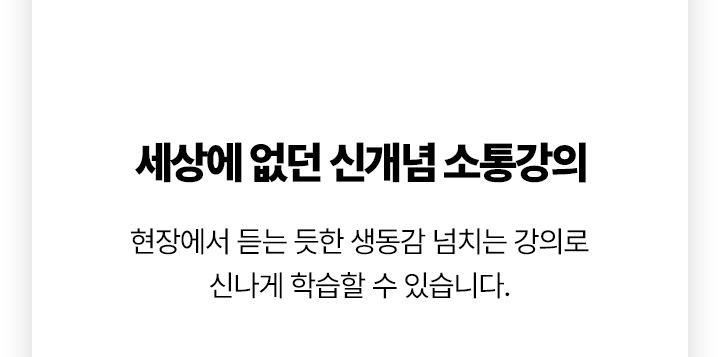 세상에 없던 신개념 소통강의
현장에서 듣는 듯한 생동감 넘치는 강의로
신나게 학습할 수 있습니다.